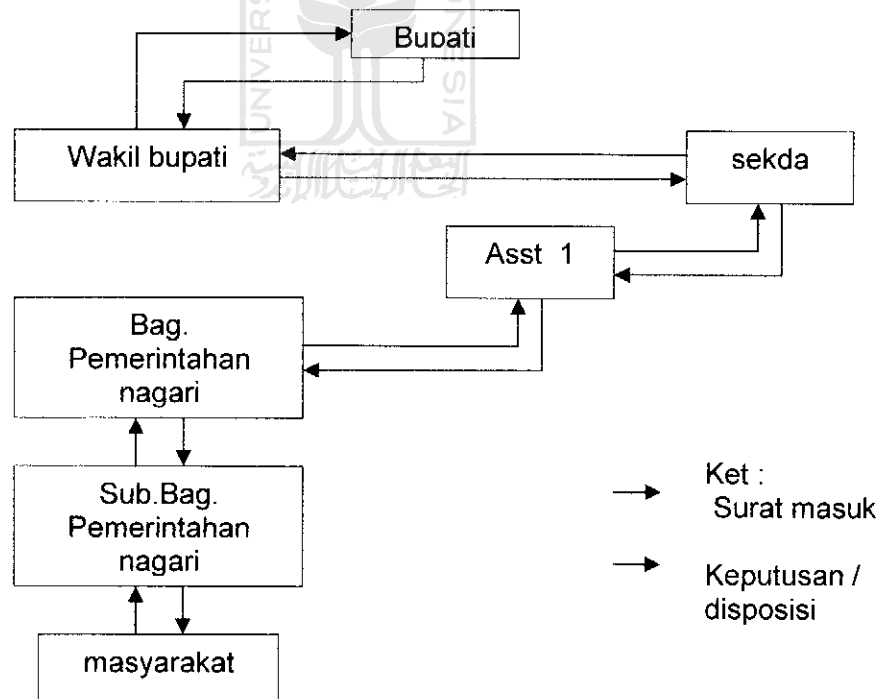 Bupati
Wakil bupati
sekda
Asst 1
Bag.
Pemerintahan
nagari
Sub.Bag.
Pemerintahan
nagari
masyarakat
Ket :
Surat masuk
Keputusan /
disposisi